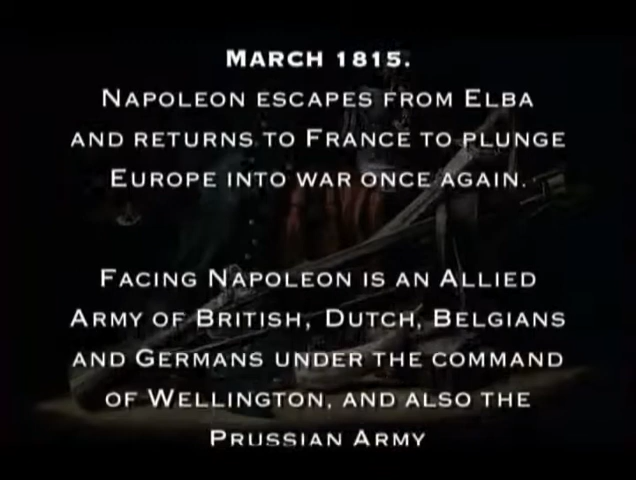 MARCH 1815.
NAPOLEON ESCAPES FROM ELBA
AND RETURNS TO FRANCE TO PLUNGE
EUROPE INTO WAR ONCE AGAIN.
FACING NAPOLEON IS AN ALLIED
ARMY OF BRITISH, DUTCH, BELGIANS
AND GERMANS UNDER THE COMMAND
OF WELLINGTON, AND ALSO THE
PRUSSIAN ARMY